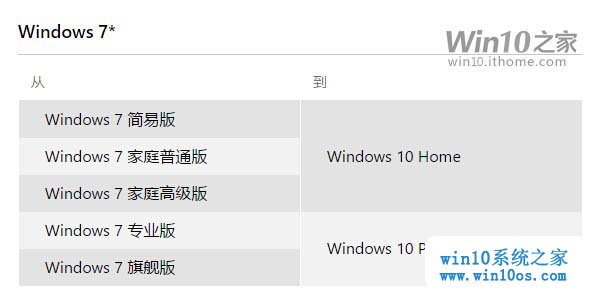 Windows 7*
Win10之家
win10.ithome.com
从 到
Windows 7 简易版
Windows 7 家庭普通版
Windows 10 Home
Windows 7 家庭高级版
Windows 7 专业版
Windows 10 P
Windows 7 旗舰版
win10系统之家
www.win10os.com